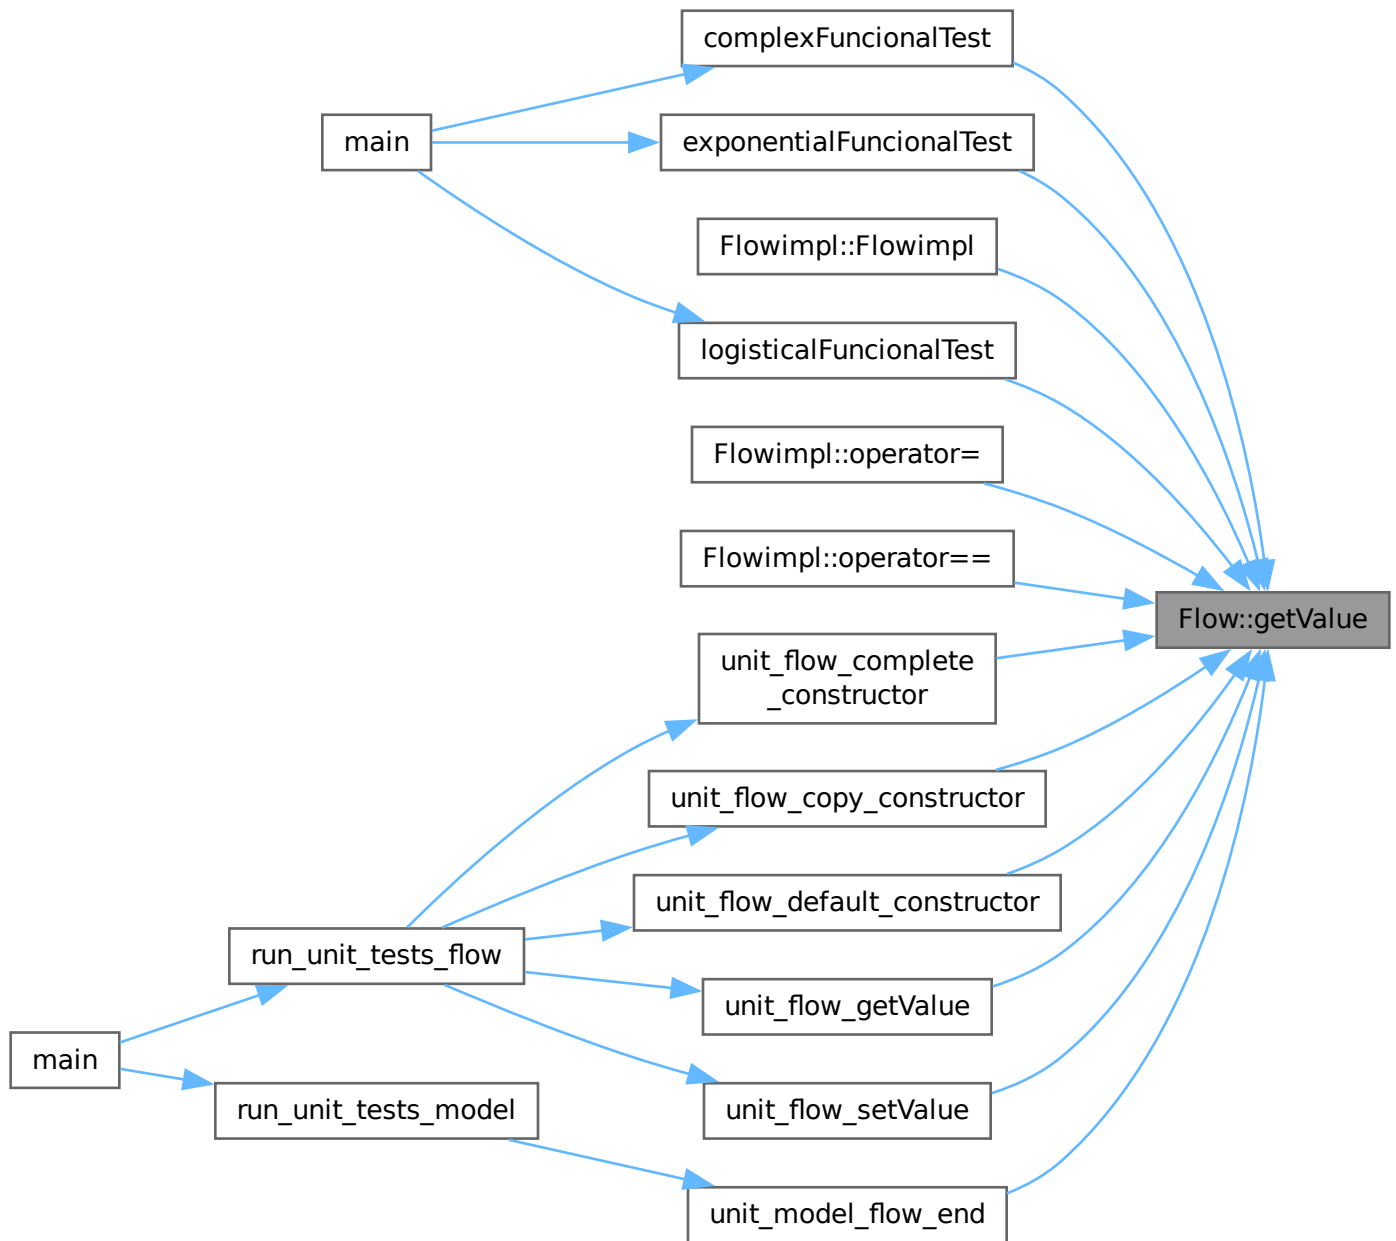 complexFuncionalTest
main
exponentialFuncionalTest
Flowimpl::Flowimpl
logisticalFuncionalTest
Flowimpl::operator=
Flowimpl::operator==
Flow::getValue
unit_flow_complete
_constructor
unit_flow_copy_constructor
unit_flow_default_constructor
run_unit_tests_flow
unit_flow_getValue
main
run_unit_tests_model
unit_flow_setValue
unit_model_flow_end